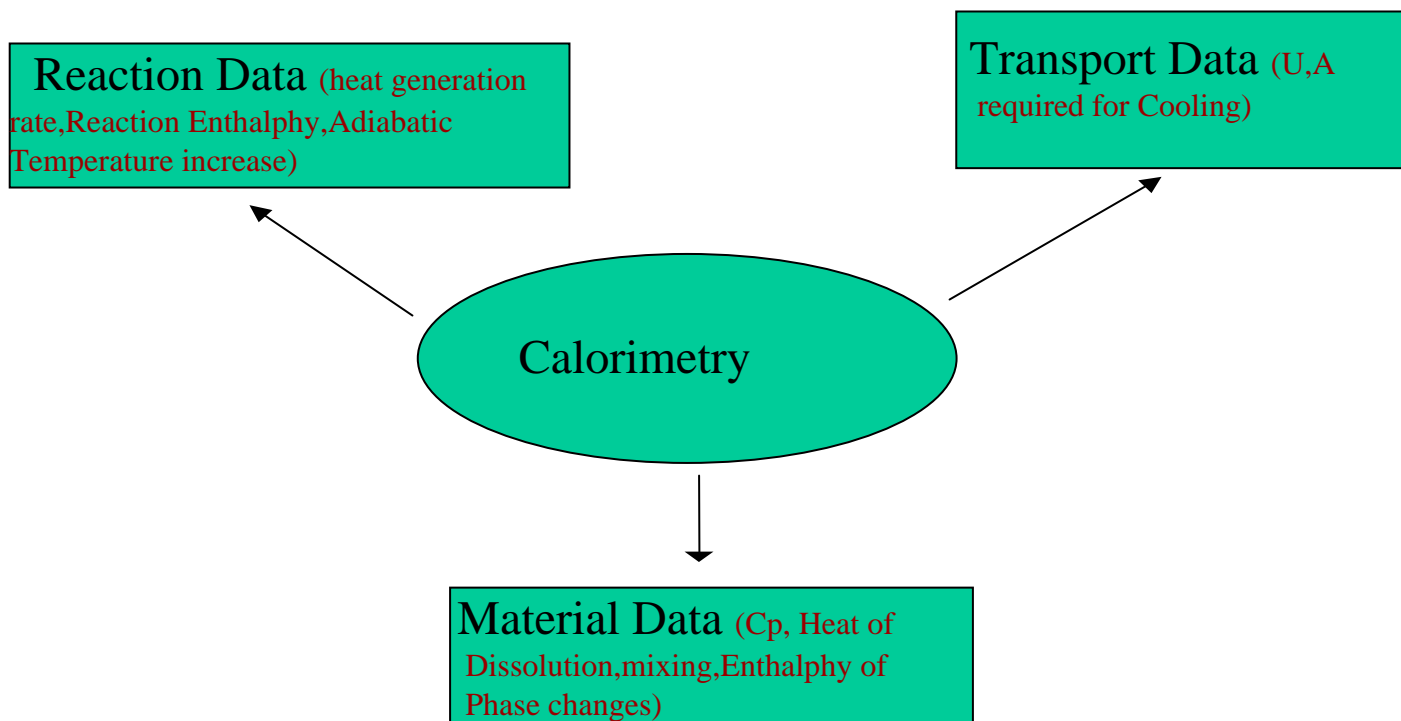 Reaction Data (heat generation
rate,Reaction Enthalphy,Adiabatic
Temperature increase)
Transport Data (U,A
required for Cooling)
Calorimetry
Material Data (Cp, Heat of
Dissolution,mixing,Enthalphy of
Phase changes)